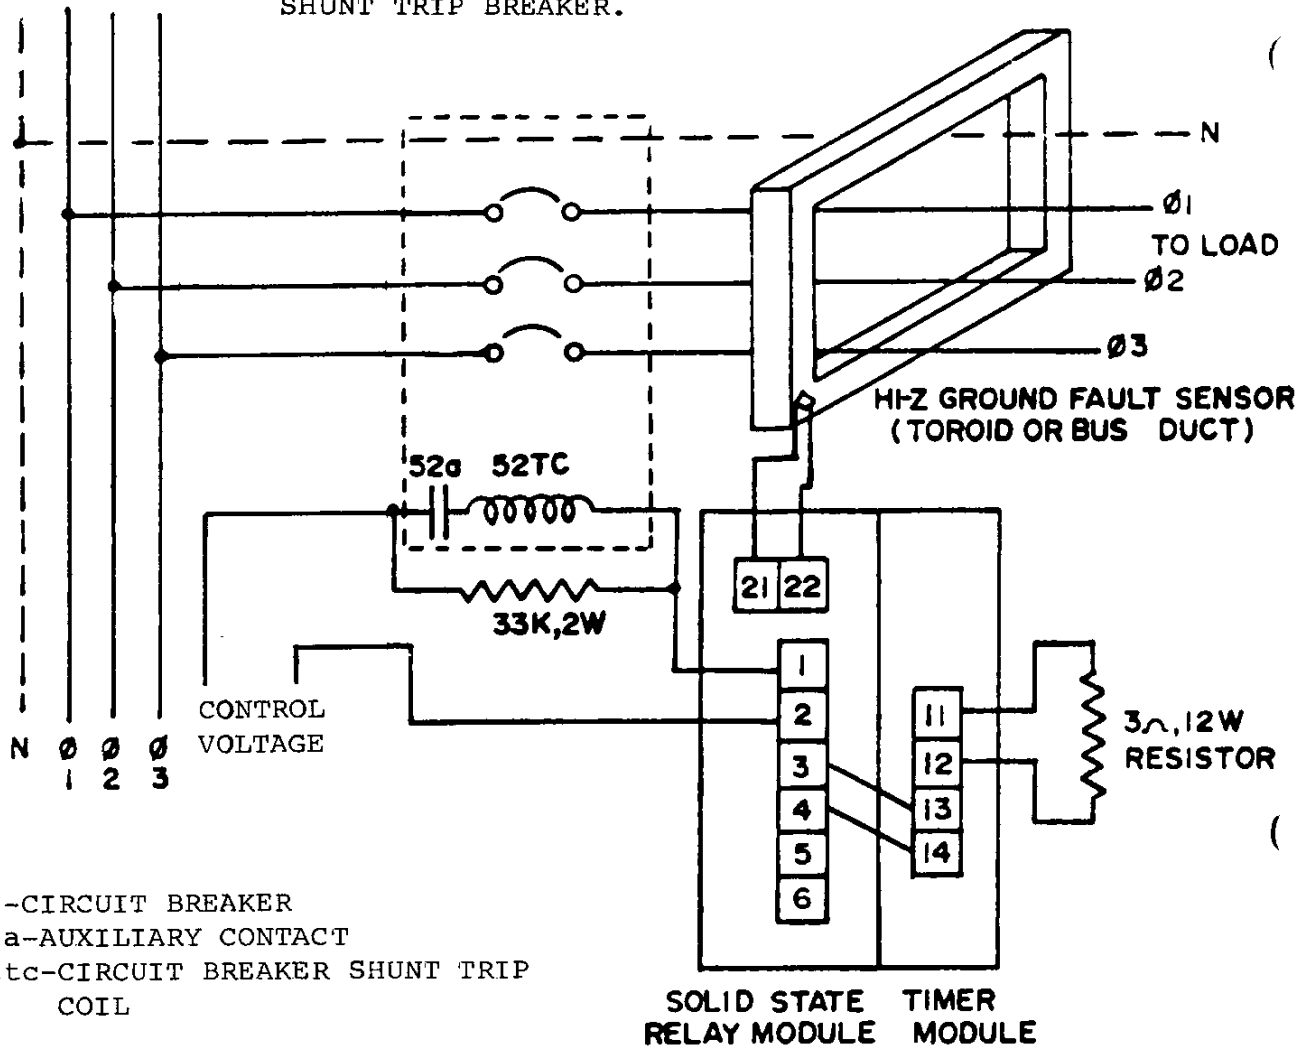 SHUNT TRIP BREAKER.
N
Ø1
TO LOAD
Ø2
Ø3
HI-Z GROUND FAULT SENSOR
(TOROID OR BUS DUCT)
52a 52TC
33K,2W
21 22
1
2
3
4
5
6
11
12
13
14
3Ω,12W
RESISTOR
CONTROL
VOLTAGE
N Ø Ø Ø
1 2 3
-CIRCUIT BREAKER
a-AUXILIARY CONTACT
tc-CIRCUIT BREAKER SHUNT TRIP
COIL
SOLID STATE
RELAY MODULE
TIMER
MODULE